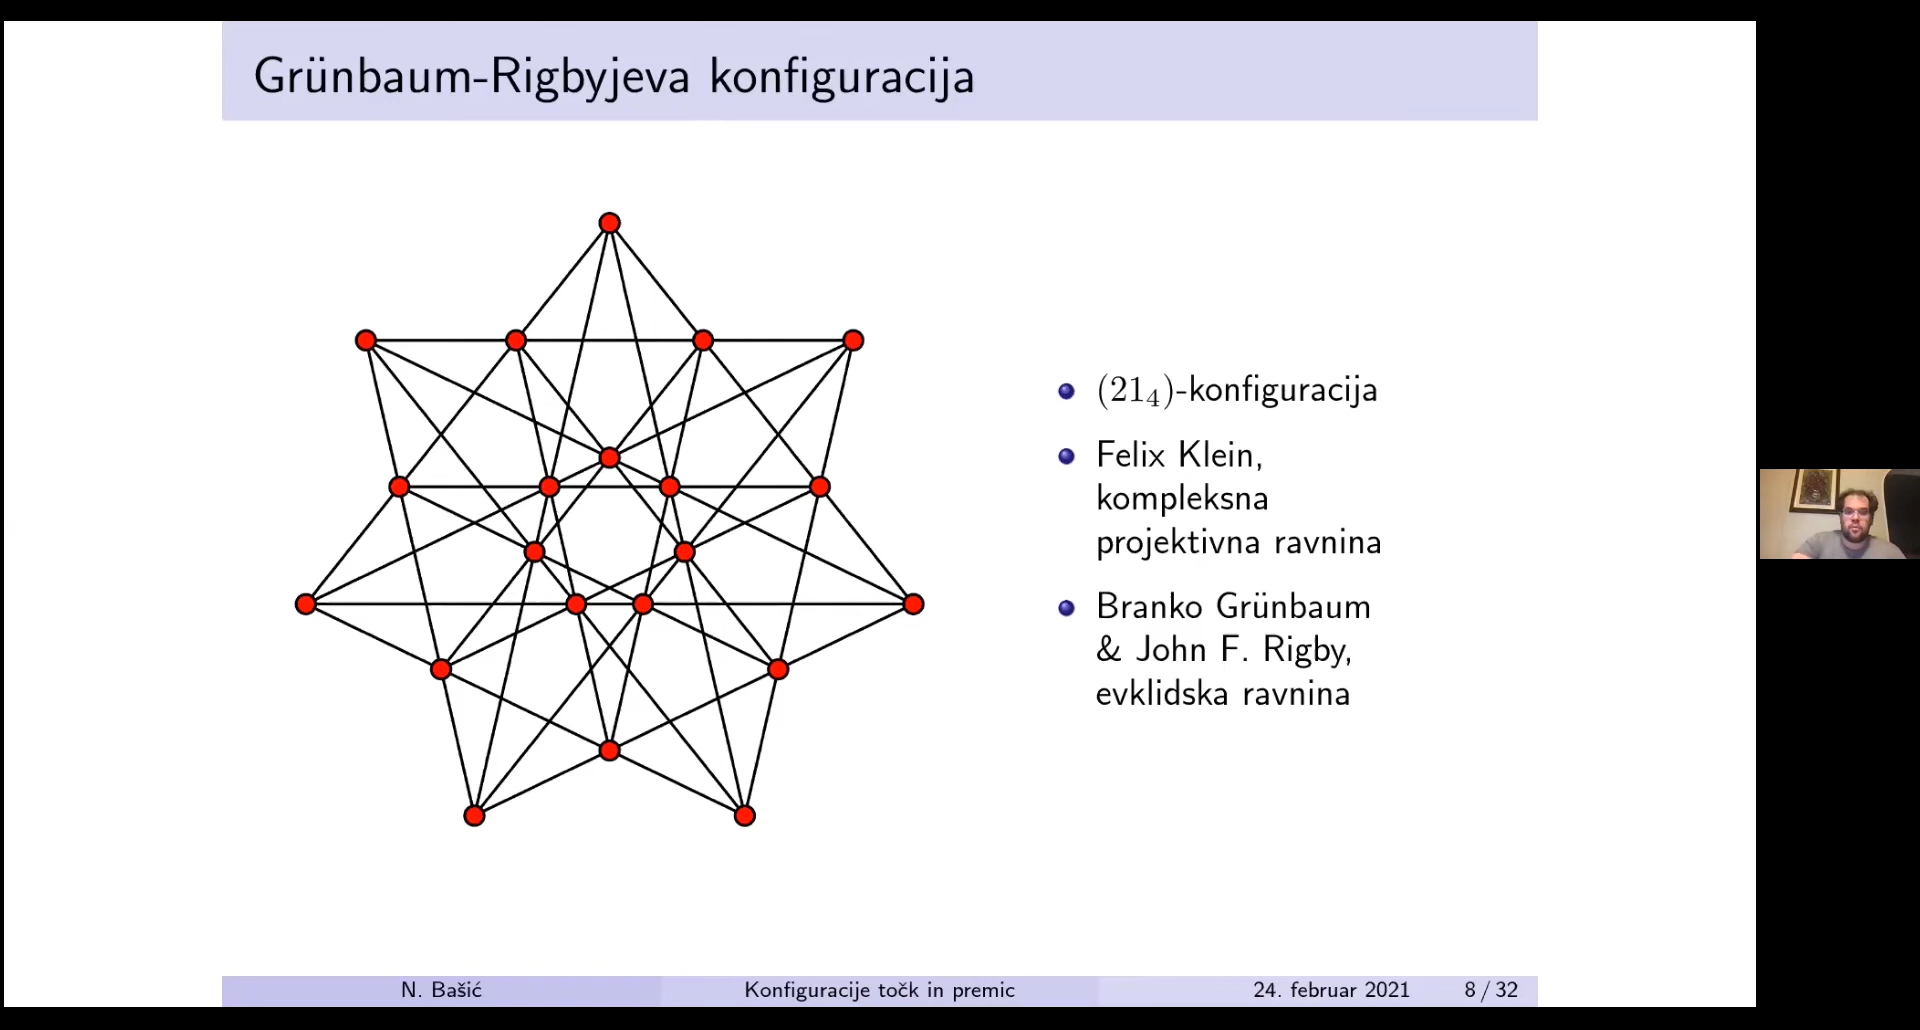 Grünbaum-Rigbyjeva konfiguracija
(21₄)-konfiguracija
Felix Klein,
kompleksna
projektivna ravnina
Branko Grünbaum
& John F. Rigby,
evklidska ravnina
N. Bašić
Konfiguracije točk in premic
24. februar 2021
8 / 32